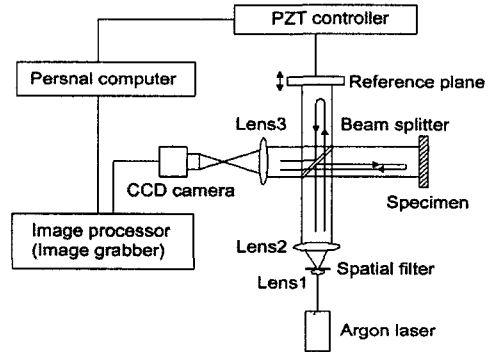 PZT controller
Persnal computer
Reference plane
Lens3
Beam splitter
CCD camera
Specimen
Image processor
(Image grabber)
Lens2
Spatial filter
Lens1
Argon laser